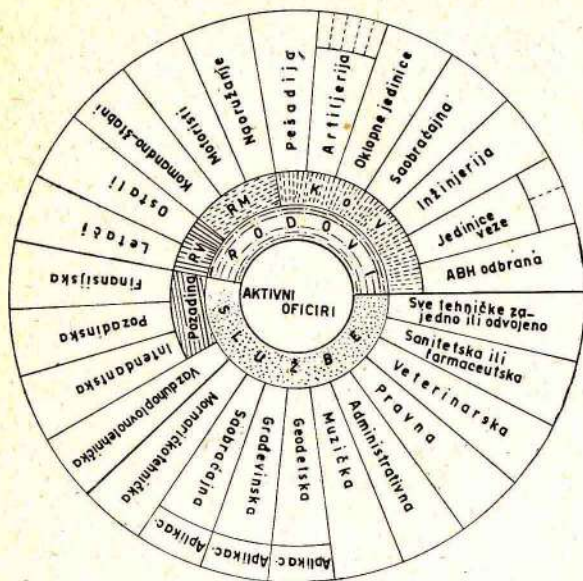 AKTIVNI
OFICIRI
RODOVI
SLUŽBE
KoV
RM
RV
Pozadina
Pešadija
Artiljerija
Oklopne jedinice
Saobraćajna
Inžinjerija
Jedinice
veze
ABH odbrana
Sve tehničke za-
jedno ili odvojeno
Sanitetska ili
farmaceutska
Veterinarska
Pravna
Administrativna
Muzička
Geodetska
Aplikac.
Građevinska
Aplikac.
Saobraćajna
Aplikac.
Mornaričkotehnička
Vazduhoplovnotehnička
Intendantska
Pozadinska
Finansijska
Letači
Ostali
Komandno-štabni
Motoristi
Naoružanje